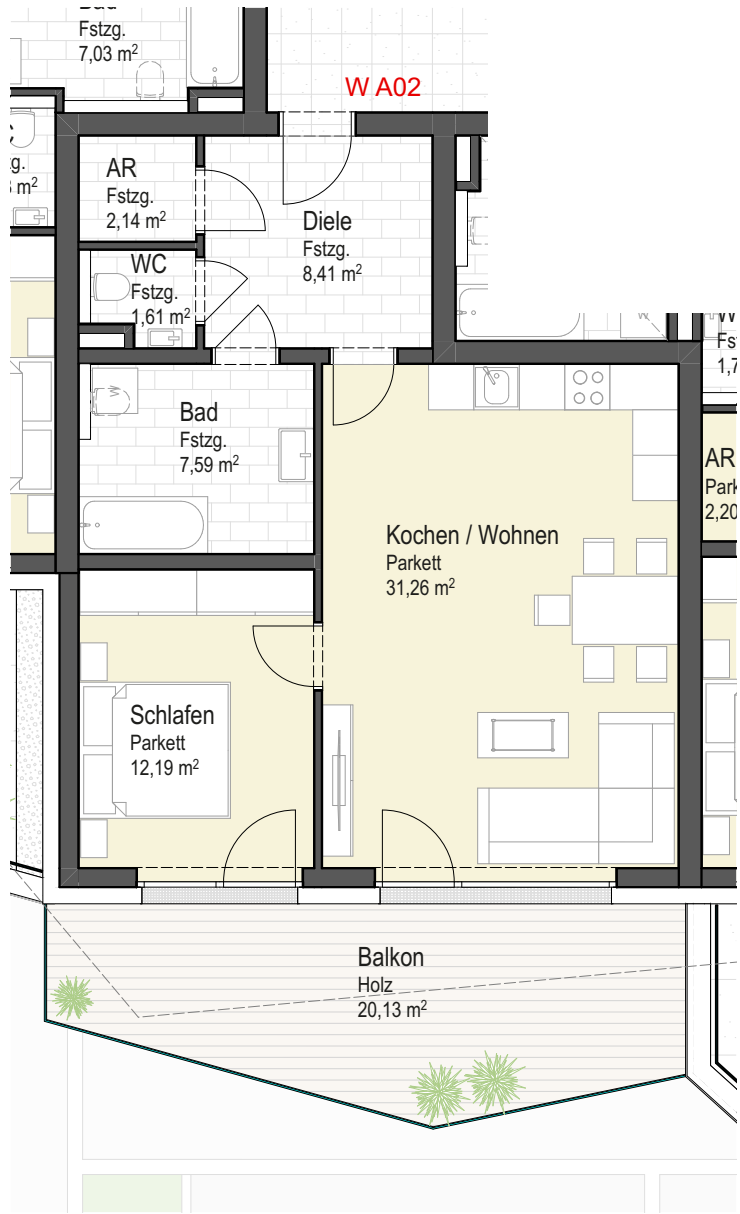 Fstzg.
7,03 m²
W A02
AR
Fstzg.
2,14 m²
Diele
Fstzg.
8,41 m²
WC
Fstzg.
1,61 m²
Bad
Fstzg.
7,59 m²
Kochen / Wohnen
Parkett
31,26 m²
AR
2,20
Schlafen
Parkett
12,19 m²
Balkon
Holz
20,13 m²